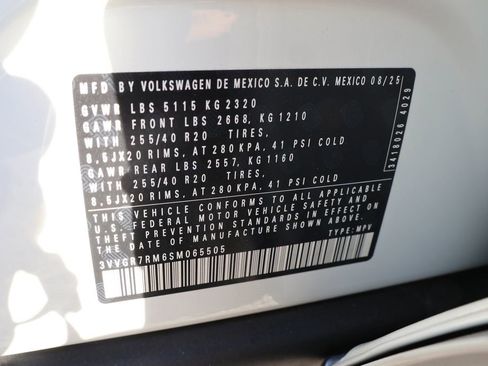 MFD BY VOLKSWAGEN DE MEXICO S.A. DE C.V. MEXICO 08/25
GVWR LBS 5115 KG 2320
GAWR FRONT LBS 2668, KG 1210
WITH 255/40 R20 TIRES,
8,5JX20 RIMS, AT 280 KPA, 41 PSI COLD
GAWR REAR LBS 2557, KG 1160
WITH 255/40 R20 TIRES,
8.5JX20 RIMS, AT 280 KPA, 41 PSI COLD
THIS VEHICLE CONFORMS TO ALL APPLICABLE
U.S. FEDERAL MOTOR VEHICLE SAFETY AND
THEFT PREVENTION STANDARDS IN EFFECT ON
THE DATE OF MANUFACTURE SHOWN ABOVE.
3VVGR7RM6SM065505 TYPE: MPV
3418026 4029